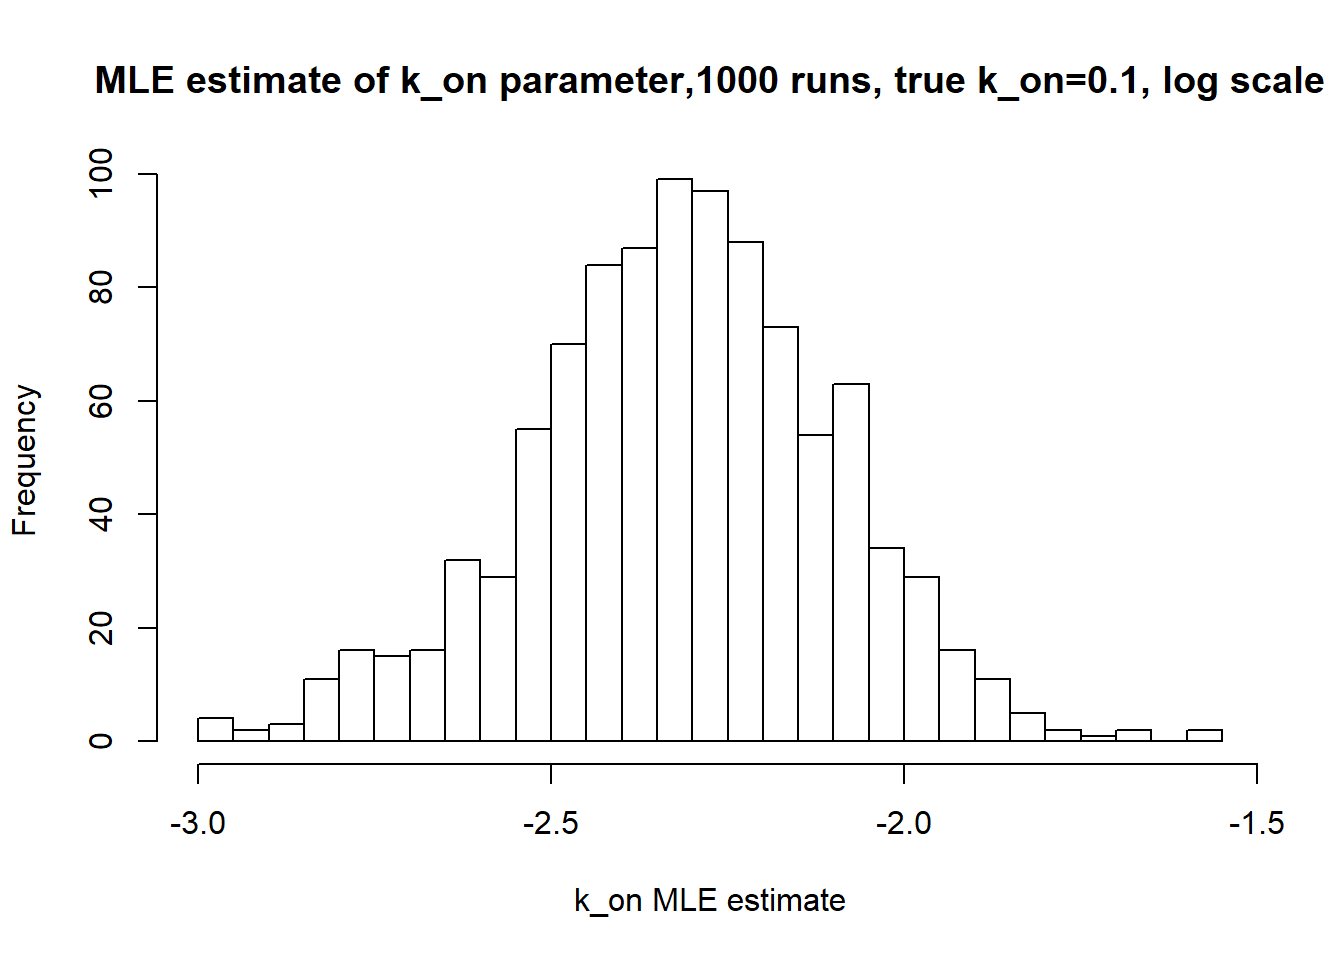 MLE estimate of k_on parameter,1000 runs, true k_on=0.1, log scale
100
80
60
40
20
0
Frequency
-3.0 -2.5 -2.0 -1.5
k_on MLE estimate